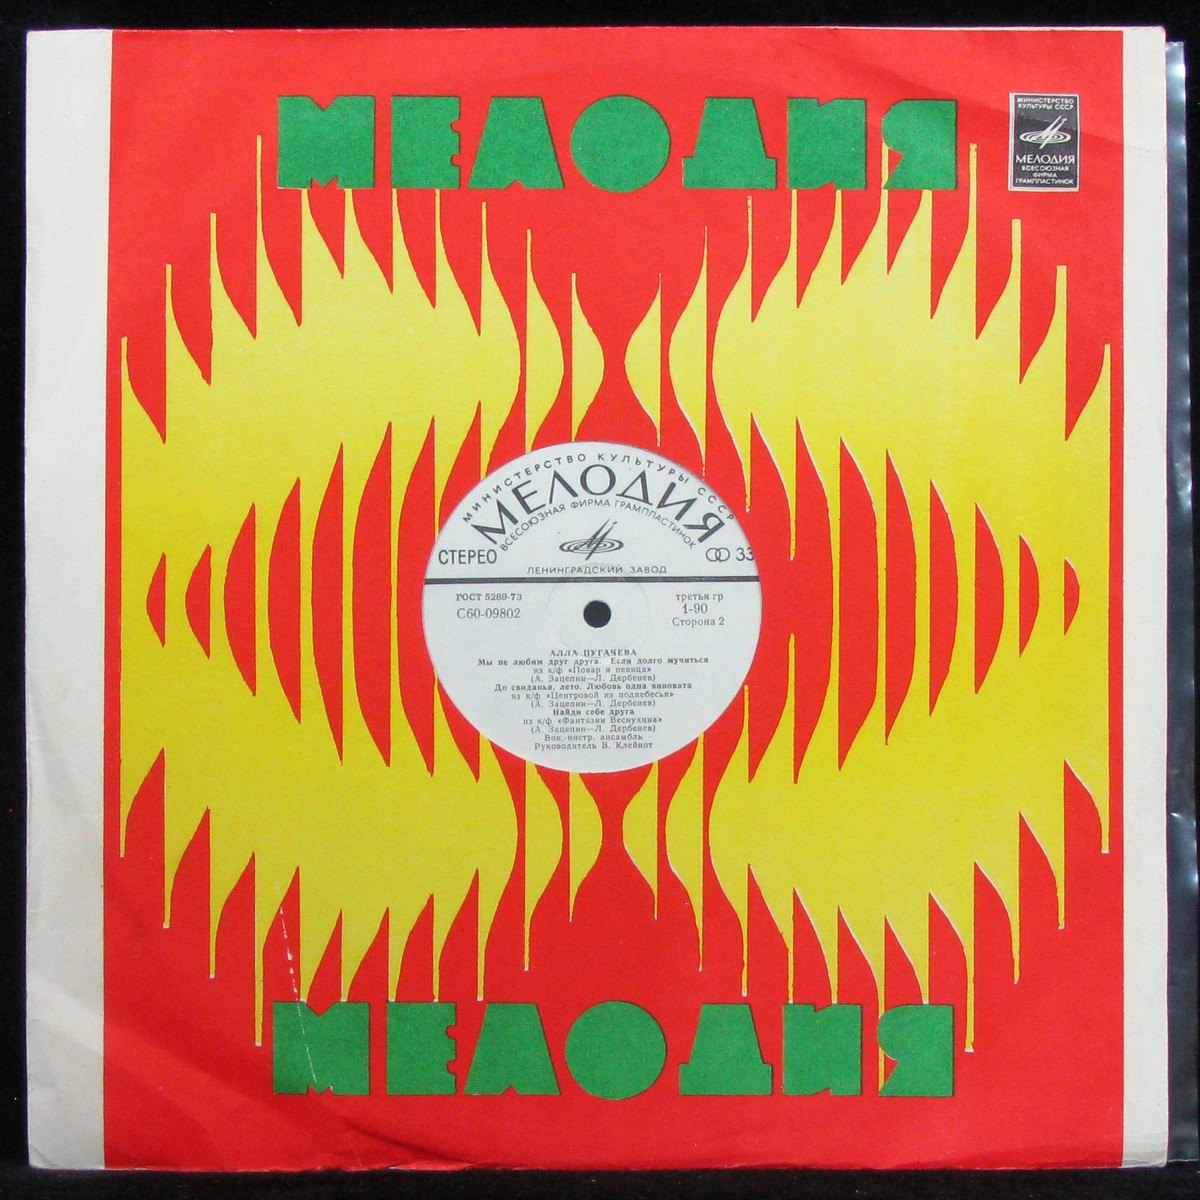 МЕЛОДИЯ
МИНИСТЕРСТВО
КУЛЬТУРЫ СССР
МЕЛОДИЯ
ВСЕСОЮЗНАЯ
ФИРМА
ГРАМПЛАСТИНОК
МИНИСТЕРСТВО КУЛЬТУРЫ СССР
МЕЛОДИЯ
ВСЕСОЮЗНАЯ ФИРМА ГРАМПЛАСТИНОК
СТЕРЕО 33
ЛЕНИНГРАДСКИЙ ЗАВОД
ГОСТ 5289-73 третья гр
С60-09802 1-90
Сторона 2
АЛЛА ПУГАЧЕВА
Мы не любим друг друга. Если долго мучиться
из к/ф «Повар и певица»
(А. Зацепин—Л. Дербенев)
До свиданья, лето. Любовь одна виновата
из к/ф «Центровой из поднебесья»
(А. Зацепин—Л. Дербенев)
Найди себе друга
из к/ф «Фантазии Веснухина»
(А. Зацепин—Л. Дербенев)
Вок.-инстр. ансамбль
Руководитель В. Клейнот
МЕЛОДИЯ